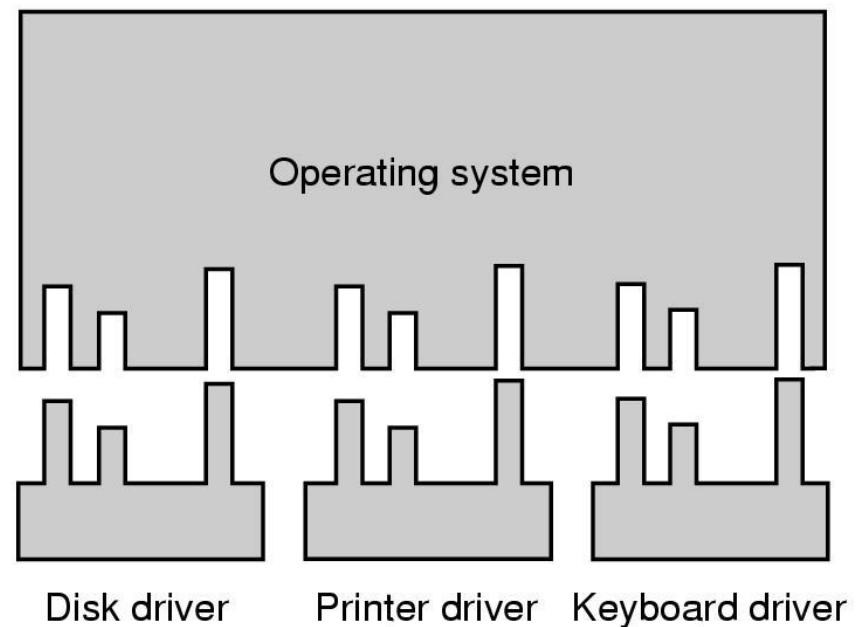 Operating system
Disk driver
Printer driver
Keyboard driver